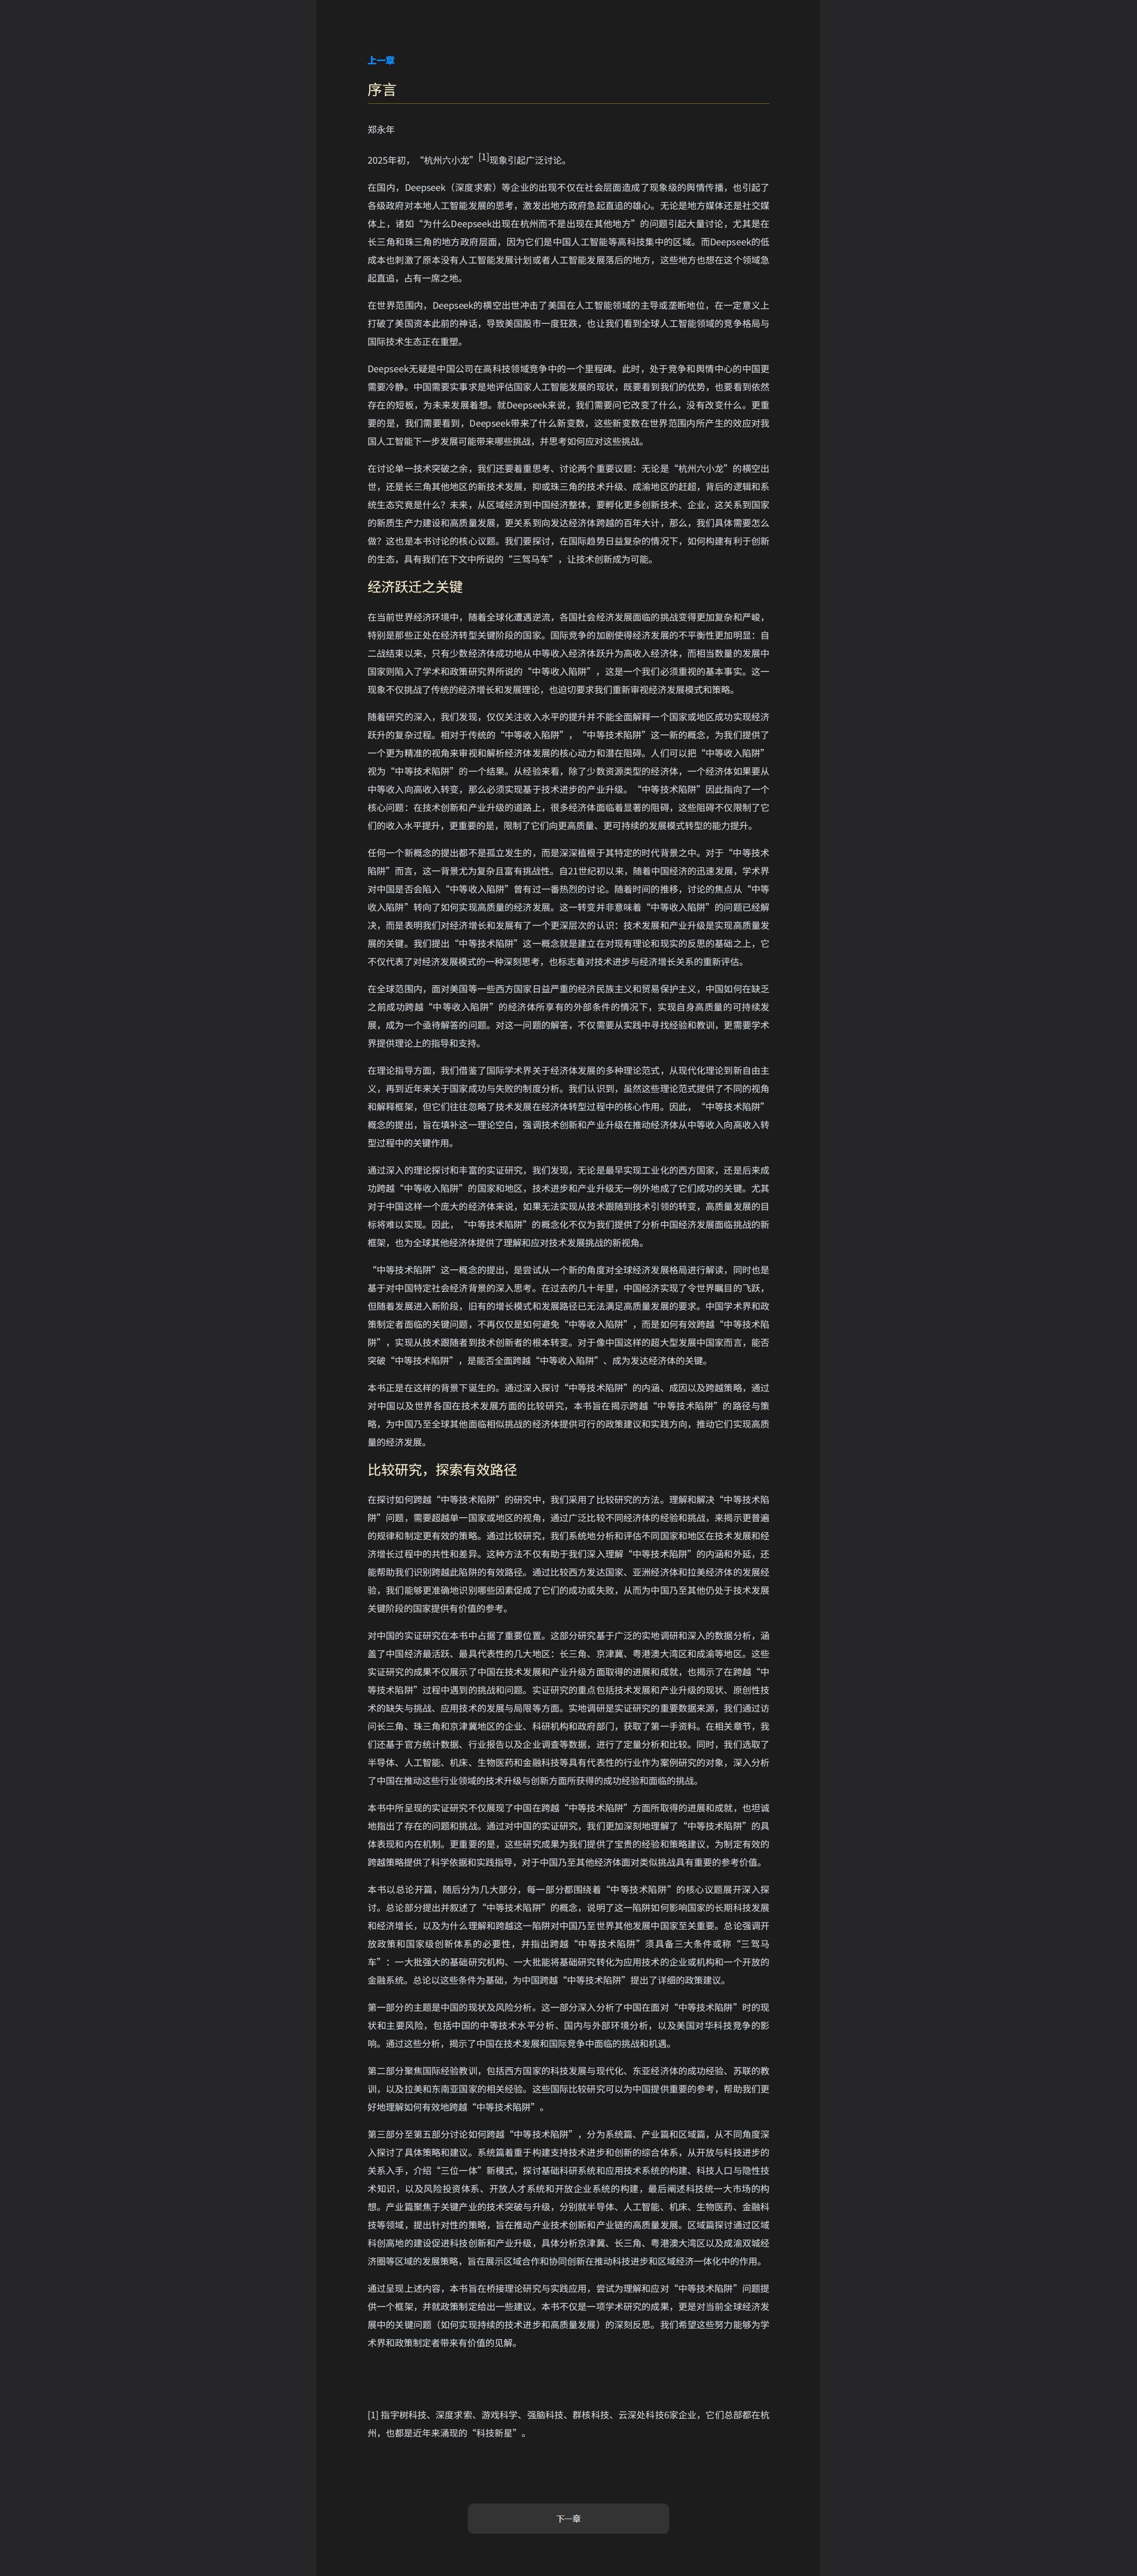 上一章
序言
郑永年
2025年初，“杭州六小龙”[1]现象引起广泛讨论。
在国内，Deepseek（深度求索）等企业的出现不仅在社会层面造成了现象级的舆情传播，也引起了
各级政府对本地人工智能发展的思考，激发出地方政府急起直追的雄心。无论是地方媒体还是社交媒
体上，诸如“为什么Deepseek出现在杭州而不是出现在其他地方”的问题引起大量讨论，尤其是在
长三角和珠三角的地方政府层面，因为它们是中国人工智能等高科技集中的区域。而Deepseek的低
成本也刺激了原本没有人工智能发展计划或者人工智能发展落后的地方，这些地方也想在这个领域急
起直追，占有一席之地。
在世界范围内，Deepseek的横空出世冲击了美国在人工智能领域的主导或垄断地位，在一定意义上
打破了美国资本此前的神话，导致美国股市一度狂跌，也让我们看到全球人工智能领域的竞争格局与
国际技术生态正在重塑。
Deepseek无疑是中国公司在高科技领域竞争中的一个里程碑。此时，处于竞争和舆情中心的中国更
需要冷静。中国需要实事求是地评估国家人工智能发展的现状，既要看到我们的优势，也要看到依然
存在的短板，为未来发展着想。就Deepseek来说，我们需要问它改变了什么，没有改变什么。更重
要的是，我们需要看到，Deepseek带来了什么新变数，这些新变数在世界范围内所产生的效应对我
国人工智能下一步发展可能带来哪些挑战，并思考如何应对这些挑战。
在讨论单一技术突破之余，我们还要着重思考、讨论两个重要议题：无论是“杭州六小龙”的横空出
世，还是长三角其他地区的新技术发展，抑或珠三角的技术升级、成渝地区的赶超，背后的逻辑和系
统生态究竟是什么？未来，从区域经济到中国经济整体，要孵化更多创新技术、企业，这关系到国家
的新质生产力建设和高质量发展，更关系到向发达经济体跨越的百年大计，那么，我们具体需要怎么
做？这也是本书讨论的核心议题。我们要探讨，在国际趋势日益复杂的情况下，如何构建有利于创新
的生态，具有我们在下文中所说的“三驾马车”，让技术创新成为可能。
经济跃迁之关键
在当前世界经济环境中，随着全球化遭遇逆流，各国社会经济发展面临的挑战变得更加复杂和严峻，
特别是那些正处在经济转型关键阶段的国家。国际竞争的加剧使得经济发展的不平衡性更加明显：自
二战结束以来，只有少数经济体成功地从中等收入经济体跃升为高收入经济体，而相当数量的发展中
国家则陷入了学术和政策研究界所说的“中等收入陷阱”，这是一个我们必须重视的基本事实。这一
现象不仅挑战了传统的经济增长和发展理论，也迫切要求我们重新审视经济发展模式和策略。
随着研究的深入，我们发现，仅仅关注收入水平的提升并不能全面解释一个国家或地区成功实现经济
跃升的复杂过程。相对于传统的“中等收入陷阱”，“中等技术陷阱”这一新的概念，为我们提供了
一个更为精准的视角来审视和解析经济体发展的核心动力和潜在阻碍。人们可以把“中等收入陷阱”
视为“中等技术陷阱”的一个结果。从经验来看，除了少数资源类型的经济体，一个经济体如果要从
中等收入向高收入转变，那么必须实现基于技术进步的产业升级。“中等技术陷阱”因此指向了一个
核心问题：在技术创新和产业升级的道路上，很多经济体面临着显著的阻碍，这些阻碍不仅限制了它
们的收入水平提升，更重要的是，限制了它们向更高质量、更可持续的发展模式转型的能力提升。
任何一个新概念的提出都不是孤立发生的，而是深深植根于其特定的时代背景之中。对于“中等技术
陷阱”而言，这一背景尤为复杂且富有挑战性。自21世纪初以来，随着中国经济的迅速发展，学术界
对中国是否会陷入“中等收入陷阱”曾有过一番热烈的讨论。随着时间的推移，讨论的焦点从“中等
收入陷阱”转向了如何实现高质量的经济发展。这一转变并非意味着“中等收入陷阱”的问题已经解
决，而是表明我们对经济增长和发展有了一个更深层次的认识：技术发展和产业升级是实现高质量发
展的关键。我们提出“中等技术陷阱”这一概念就是建立在对现有理论和现实的反思的基础之上，它
不仅代表了对经济发展模式的一种深刻思考，也标志着对技术进步与经济增长关系的重新评估。
在全球范围内，面对美国等一些西方国家日益严重的经济民族主义和贸易保护主义，中国如何在缺乏
之前成功跨越“中等收入陷阱”的经济体所享有的外部条件的情况下，实现自身高质量的可持续发
展，成为一个亟待解答的问题。对这一问题的解答，不仅需要从实践中寻找经验和教训，更需要学术
界提供理论上的指导和支持。
在理论指导方面，我们借鉴了国际学术界关于经济体发展的多种理论范式，从现代化理论到新自由主
义，再到近年来关于国家成功与失败的制度分析。我们认识到，虽然这些理论范式提供了不同的视角
和解释框架，但它们往往忽略了技术发展在经济体转型过程中的核心作用。因此，“中等技术陷阱”
概念的提出，旨在填补这一理论空白，强调技术创新和产业升级在推动经济体从中等收入向高收入转
型过程中的关键作用。
通过深入的理论探讨和丰富的实证研究，我们发现，无论是最早实现工业化的西方国家，还是后来成
功跨越“中等收入陷阱”的国家和地区，技术进步和产业升级无一例外地成了它们成功的关键。尤其
对于中国这样一个庞大的经济体来说，如果无法实现从技术跟随到技术引领的转变，高质量发展的目
标将难以实现。因此，“中等技术陷阱”的概念化不仅为我们提供了分析中国经济发展面临挑战的新
框架，也为全球其他经济体提供了理解和应对技术发展挑战的新视角。
“中等技术陷阱”这一概念的提出，是尝试从一个新的角度对全球经济发展格局进行解读，同时也是
基于对中国特定社会经济背景的深入思考。在过去的几十年里，中国经济实现了令世界瞩目的飞跃，
但随着发展进入新阶段，旧有的增长模式和发展路径已无法满足高质量发展的要求。中国学术界和政
策制定者面临的关键问题，不再仅仅是如何避免“中等收入陷阱”，而是如何有效跨越“中等技术陷
阱”，实现从技术跟随者到技术创新者的根本转变。对于像中国这样的超大型发展中国家而言，能否
突破“中等技术陷阱”，是能否全面跨越“中等收入陷阱”、成为发达经济体的关键。
本书正是在这样的背景下诞生的。通过深入探讨“中等技术陷阱”的内涵、成因以及跨越策略，通过
对中国以及世界各国在技术发展方面的比较研究，本书旨在揭示跨越“中等技术陷阱”的路径与策
略，为中国乃至全球其他面临相似挑战的经济体提供可行的政策建议和实践方向，推动它们实现高质
量的经济发展。
比较研究，探索有效路径
在探讨如何跨越“中等技术陷阱”的研究中，我们采用了比较研究的方法。理解和解决“中等技术陷
阱”问题，需要超越单一国家或地区的视角，通过广泛比较不同经济体的经验和挑战，来揭示更普遍
的规律和制定更有效的策略。通过比较研究，我们系统地分析和评估不同国家和地区在技术发展和经
济增长过程中的共性和差异。这种方法不仅有助于我们深入理解“中等技术陷阱”的内涵和外延，还
能帮助我们识别跨越此陷阱的有效路径。通过比较西方发达国家、亚洲经济体和拉美经济体的发展经
验，我们能够更准确地识别哪些因素促成了它们的成功或失败，从而为中国乃至其他仍处于技术发展
关键阶段的国家提供有价值的参考。
对中国的实证研究在本书中占据了重要位置。这部分研究基于广泛的实地调研和深入的数据分析，涵
盖了中国经济最活跃、最具代表性的几大地区：长三角、京津冀、粤港澳大湾区和成渝等地区。这些
实证研究的成果不仅展示了中国在技术发展和产业升级方面取得的进展和成就，也揭示了在跨越“中
等技术陷阱”过程中遇到的挑战和问题。实证研究的重点包括技术发展和产业升级的现状、原创性技
术的缺失与挑战、应用技术的发展与局限等方面。实地调研是实证研究的重要数据来源，我们通过访
问长三角、珠三角和京津冀地区的企业、科研机构和政府部门，获取了第一手资料。在相关章节，我
们还基于官方统计数据、行业报告以及企业调查等数据，进行了定量分析和比较。同时，我们选取了
半导体、人工智能、机床、生物医药和金融科技等具有代表性的行业作为案例研究的对象，深入分析
了中国在推动这些行业领域的技术升级与创新方面所获得的成功经验和面临的挑战。
本书中所呈现的实证研究不仅展现了中国在跨越“中等技术陷阱”方面所取得的进展和成就，也坦诚
地指出了存在的问题和挑战。通过对中国的实证研究，我们更加深刻地理解了“中等技术陷阱”的具
体表现和内在机制。更重要的是，这些研究成果为我们提供了宝贵的经验和策略建议，为制定有效的
跨越策略提供了科学依据和实践指导，对于中国乃至其他经济体面对类似挑战具有重要的参考价值。
本书以总论开篇，随后分为几大部分，每一部分都围绕着“中等技术陷阱”的核心议题展开深入探
讨。总论部分提出并叙述了“中等技术陷阱”的概念，说明了这一陷阱如何影响国家的长期科技发展
和经济增长，以及为什么理解和跨越这一陷阱对中国乃至世界其他发展中国家至关重要。总论强调开
放政策和国家级创新体系的必要性，并指出跨越“中等技术陷阱”须具备三大条件或称“三驾马
车”：一大批强大的基础研究机构、一大批能将基础研究转化为应用技术的企业或机构和一个开放的
金融系统。总论以这些条件为基础，为中国跨越“中等技术陷阱”提出了详细的政策建议。
第一部分的主题是中国的现状及风险分析。这一部分深入分析了中国在面对“中等技术陷阱”时的现
状和主要风险，包括中国的中等技术水平分析、国内与外部环境分析，以及美国对华科技竞争的影
响。通过这些分析，揭示了中国在技术发展和国际竞争中面临的挑战和机遇。
第二部分聚焦国际经验教训，包括西方国家的科技发展与现代化、东亚经济体的成功经验、苏联的教
训，以及拉美和东南亚国家的相关经验。这些国际比较研究可以为中国提供重要的参考，帮助我们更
好地理解如何有效地跨越“中等技术陷阱”。
第三部分至第五部分讨论如何跨越“中等技术陷阱”，分为系统篇、产业篇和区域篇，从不同角度深
入探讨了具体策略和建议。系统篇着重于构建支持技术进步和创新的综合体系，从开放与科技进步的
关系入手，介绍“三位一体”新模式，探讨基础科研系统和应用技术系统的构建、科技人口与隐性技
术知识，以及风险投资体系、开放人才系统和开放企业系统的构建，最后阐述科技统一大市场的构
想。产业篇聚焦于关键产业的技术突破与升级，分别就半导体、人工智能、机床、生物医药、金融科
技等领域，提出针对性的策略，旨在推动产业技术创新和产业链的高质量发展。区域篇探讨通过区域
科创高地的建设促进科技创新和产业升级，具体分析京津冀、长三角、粤港澳大湾区以及成渝双城经
济圈等区域的发展策略，旨在展示区域合作和协同创新在推动科技进步和区域经济一体化中的作用。
通过呈现上述内容，本书旨在桥接理论研究与实践应用，尝试为理解和应对“中等技术陷阱”问题提
供一个框架，并就政策制定给出一些建议。本书不仅是一项学术研究的成果，更是对当前全球经济发
展中的关键问题（如何实现持续的技术进步和高质量发展）的深刻反思。我们希望这些努力能够为学
术界和政策制定者带来有价值的见解。
[1] 指宇树科技、深度求索、游戏科学、强脑科技、群核科技、云深处科技6家企业，它们总部都在杭
州，也都是近年来涌现的“科技新星”。
下一章